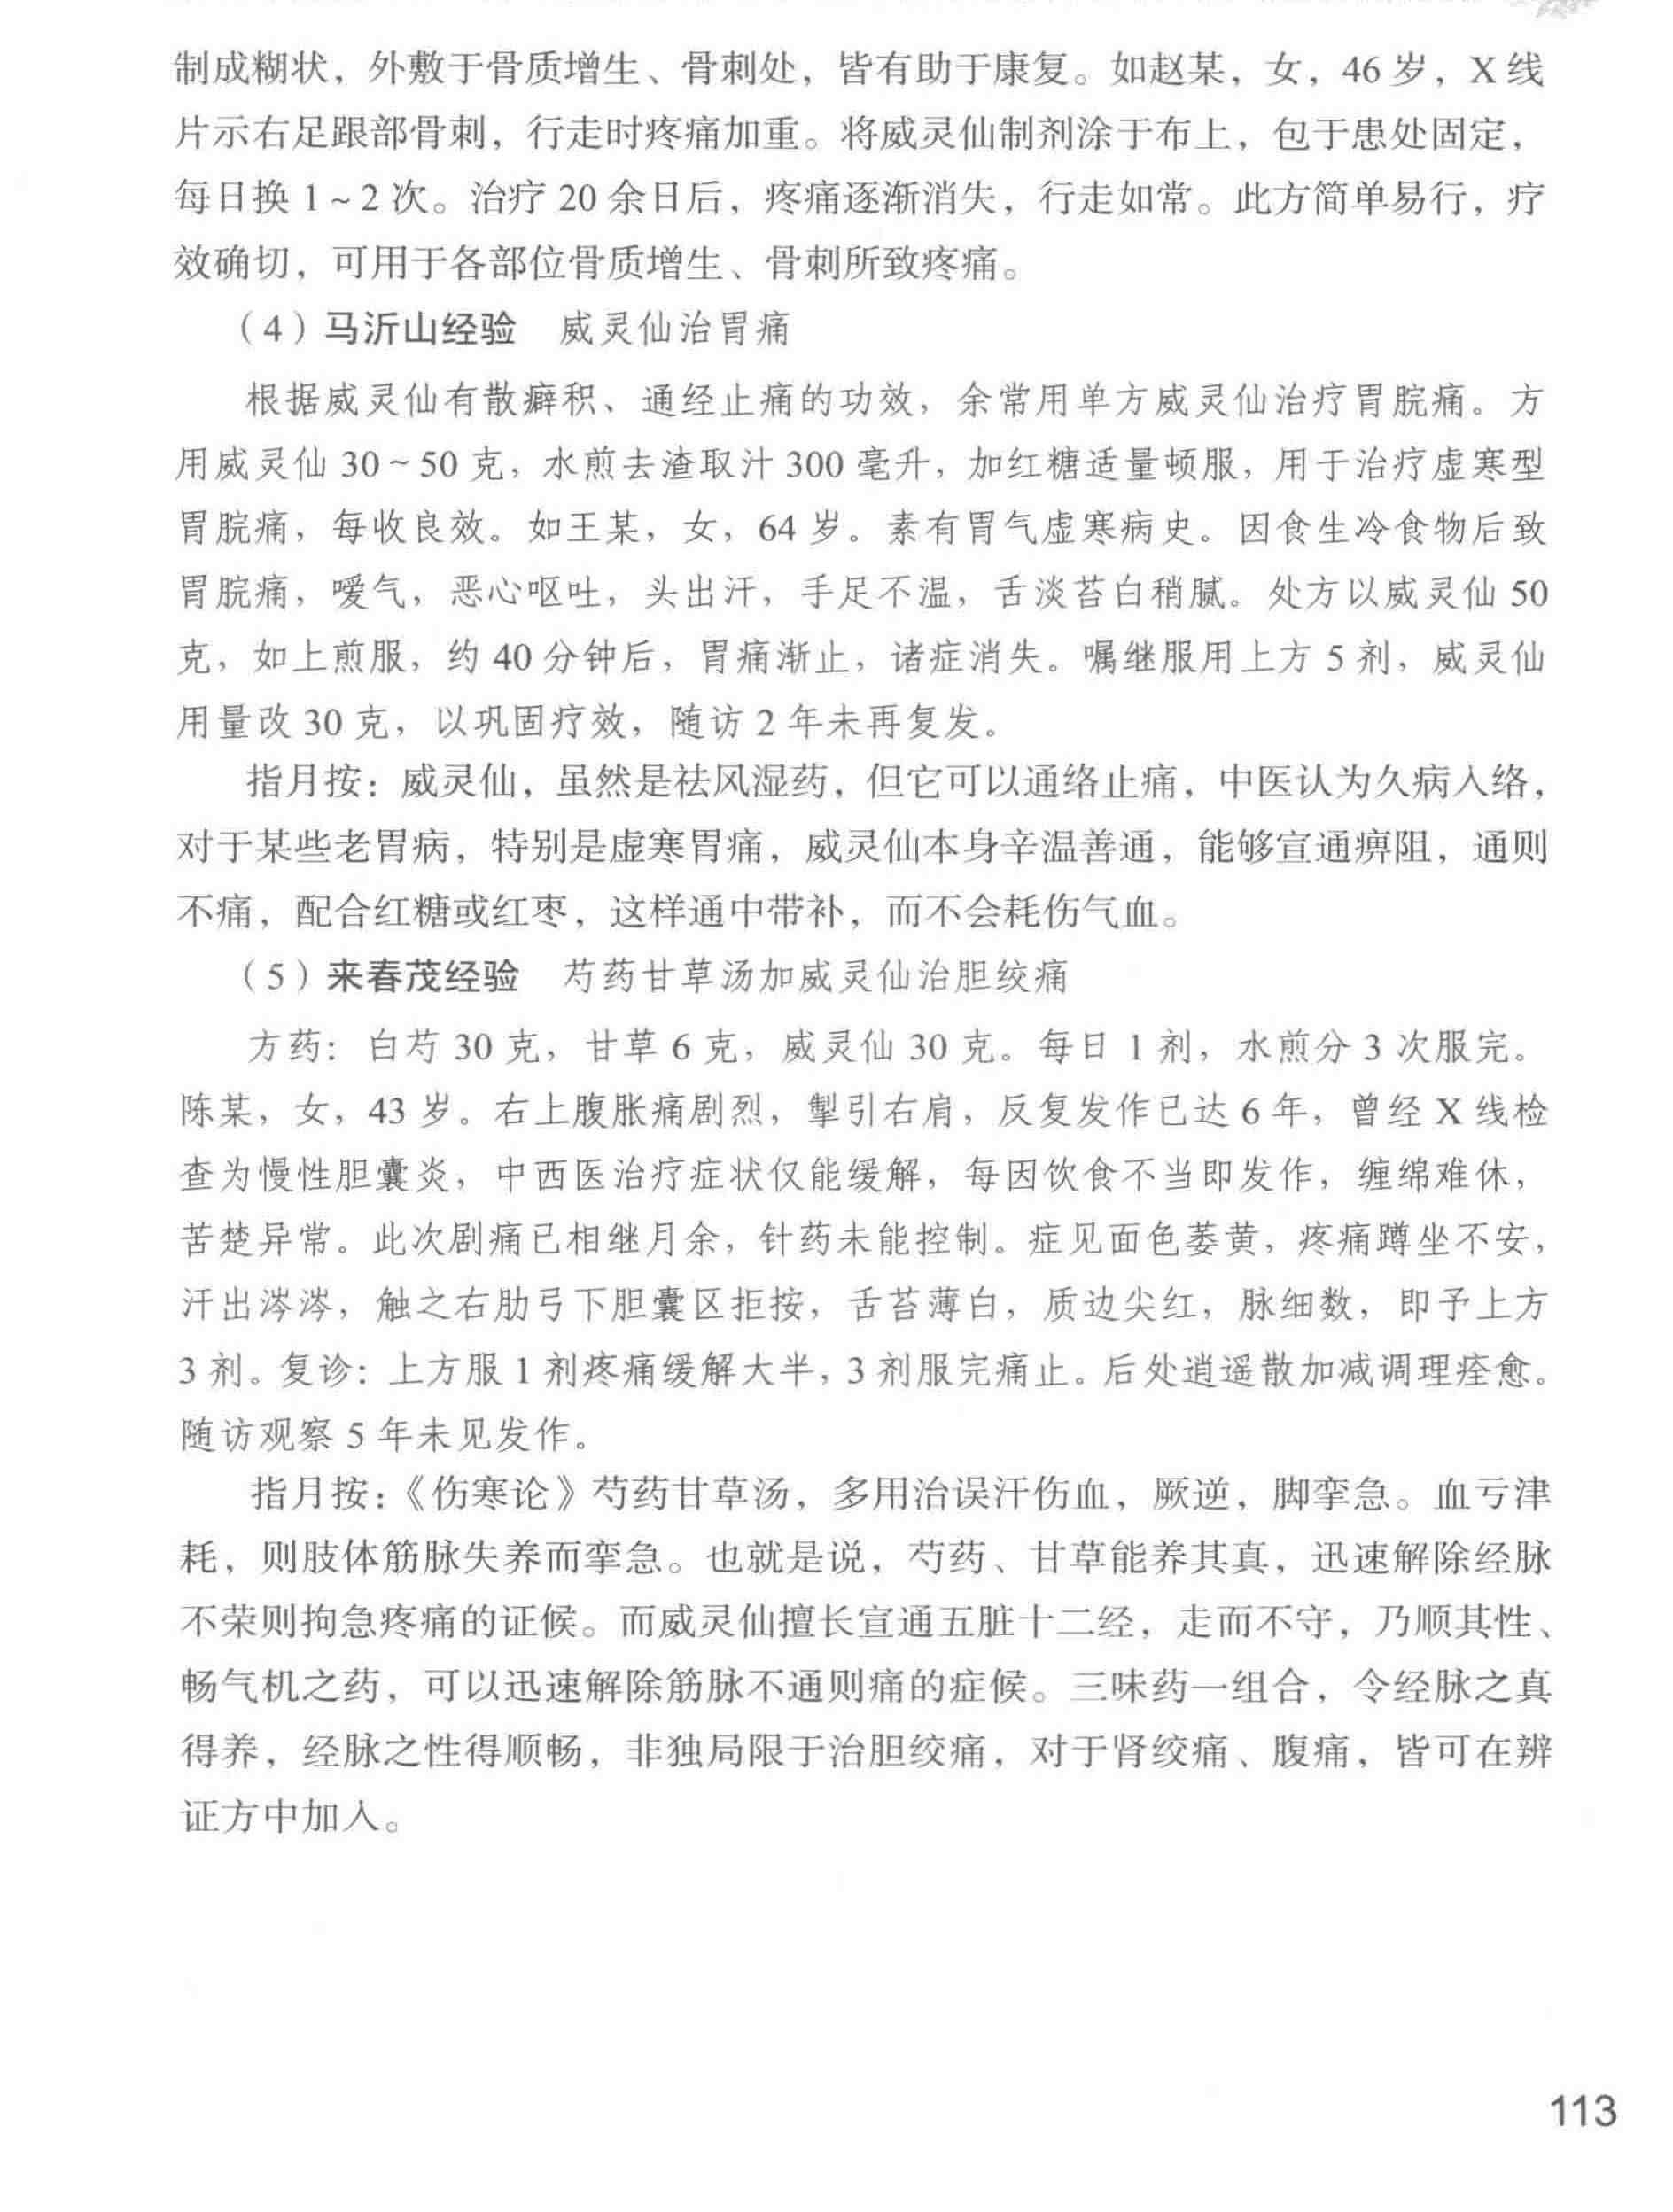 制成糊状，外敷于骨质增生、骨刺处，皆有助于康复。如赵某，女，46岁，X线
片示右足跟部骨刺，行走时疼痛加重。将威灵仙制剂涂于布上，包于患处固定，
每日换1~2次。治疗20余日后，疼痛逐渐消失，行走如常。此方简单易行，疗
效确切，可用于各部位骨质增生、骨刺所致疼痛。
（4）马沂山经验　威灵仙治胃痛
根据威灵仙有散癖积、通经止痛的功效，余常用单方威灵仙治疗胃脘痛。方
用威灵仙30~50克，水煎去渣取汁300毫升，加红糖适量顿服，用于治疗虚寒型
胃脘痛，每收良效。如王某，女，64岁。素有胃气虚寒病史。因食生冷食物后致
胃脘痛，嗳气，恶心呕吐，头出汗，手足不温，舌淡苔白稍腻。处方以威灵仙50
克，如上煎服，约40分钟后，胃痛渐止，诸症消失。嘱继服用上方5剂，威灵仙
用量改30克，以巩固疗效，随访2年未再复发。
指月按：威灵仙，虽然是祛风湿药，但它可以通络止痛，中医认为久病入络，
对于某些老胃病，特别是虚寒胃痛，威灵仙本身辛温善通，能够宣通痹阻，通则
不痛，配合红糖或红枣，这样通中带补，而不会耗伤气血。
（5）来春茂经验　芍药甘草汤加威灵仙治胆绞痛
方药：白芍30克，甘草6克，威灵仙30克。每日1剂，水煎分3次服完。
陈某，女，43岁。右上腹胀痛剧烈，掣引右肩，反复发作已达6年，曾经X线检
查为慢性胆囊炎，中西医治疗症状仅能缓解，每因饮食不当即发作，缠绵难休，
苦楚异常。此次剧痛已相继月余，针药未能控制。症见面色萎黄，疼痛蹲坐不安，
汗出涔涔，触之右肋弓下胆囊区拒按，舌苔薄白，质边尖红，脉细数，即予上方
3剂。复诊：上方服1剂疼痛缓解大半，3剂服完痛止。后处逍遥散加减调理痊愈。
随访观察5年未见发作。
指月按：《伤寒论》芍药甘草汤，多用治误汗伤血，厥逆，脚挛急。血亏津
耗，则肢体筋脉失养而挛急。也就是说，芍药、甘草能养其真，迅速解除经脉
不荣则拘急疼痛的证候。而威灵仙擅长宣通五脏十二经，走而不守，乃顺其性、
畅气机之药，可以迅速解除筋脉不通则痛的症候。三味药一组合，令经脉之真
得养，经脉之性得顺畅，非独局限于治胆绞痛，对于肾绞痛、腹痛，皆可在辨
证方中加入。
113